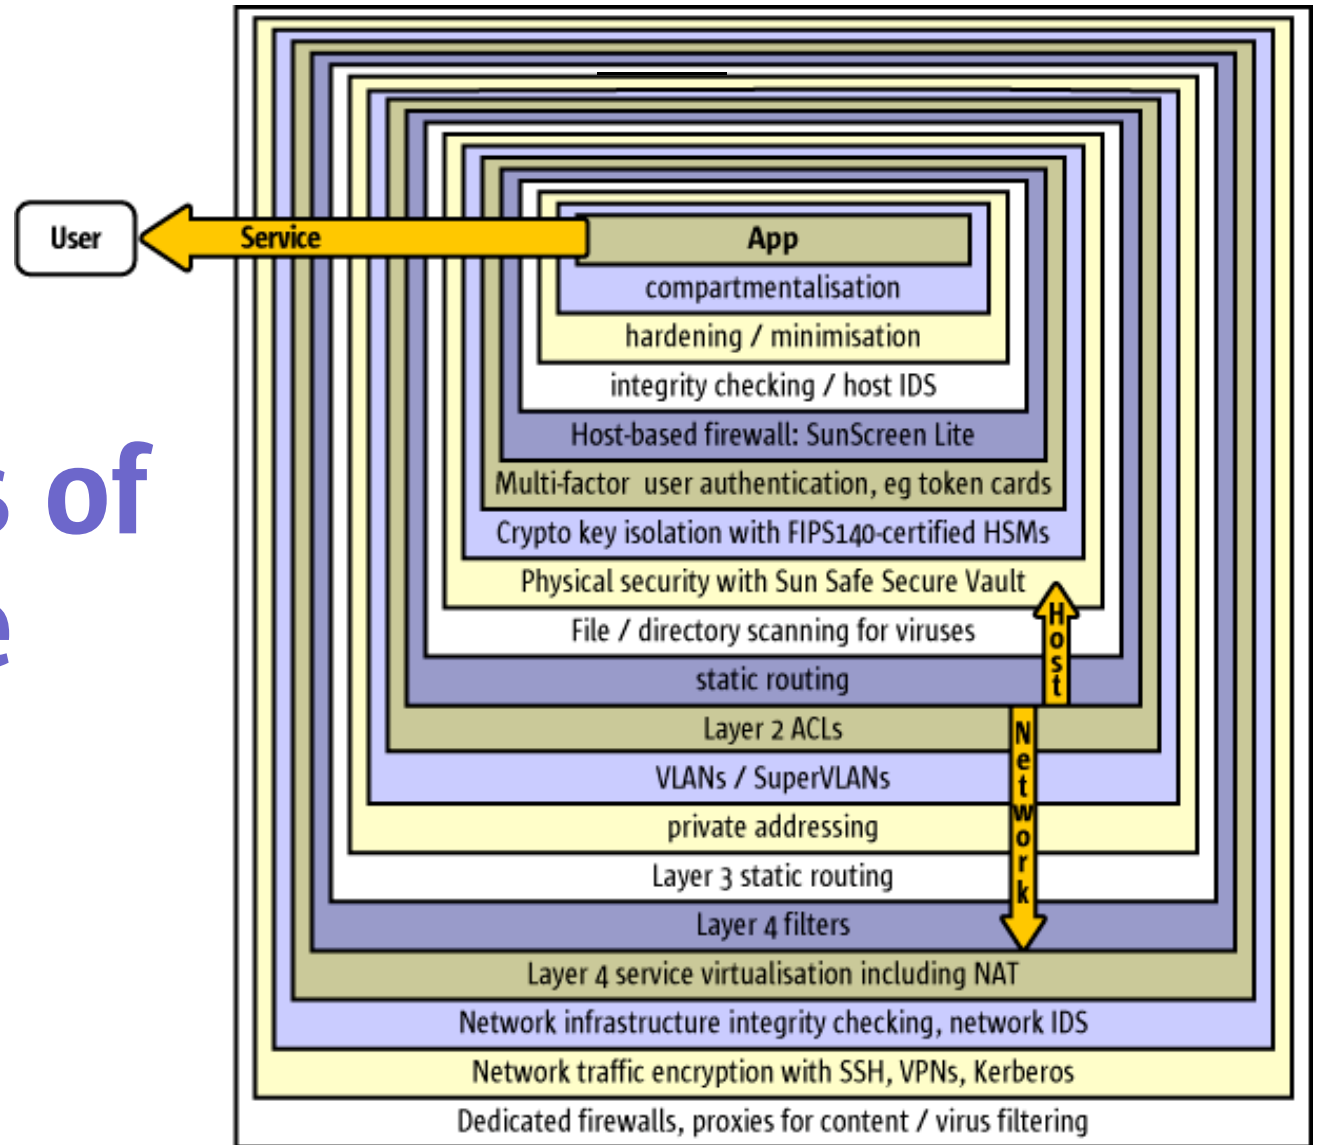 User
Service
App
compartmentalisation
hardening / minimisation
integrity checking / host IDS
Host-based firewall: SunScreen Lite
Multi-factor user authentication, eg token cards
Crypto key isolation with FIPS140-certified HSMs
Physical security with Sun Safe Secure Vault
File / directory scanning for viruses
static routing
Host
Layer 2 ACLs
VLANs / SuperVLANs
private addressing
Layer 3 static routing
Layer 4 filters
Network
Layer 4 service virtualisation including NAT
Network infrastructure integrity checking, network IDS
Network traffic encryption with SSH, VPNs, Kerberos
Dedicated firewalls, proxies for content / virus filtering
s of
e